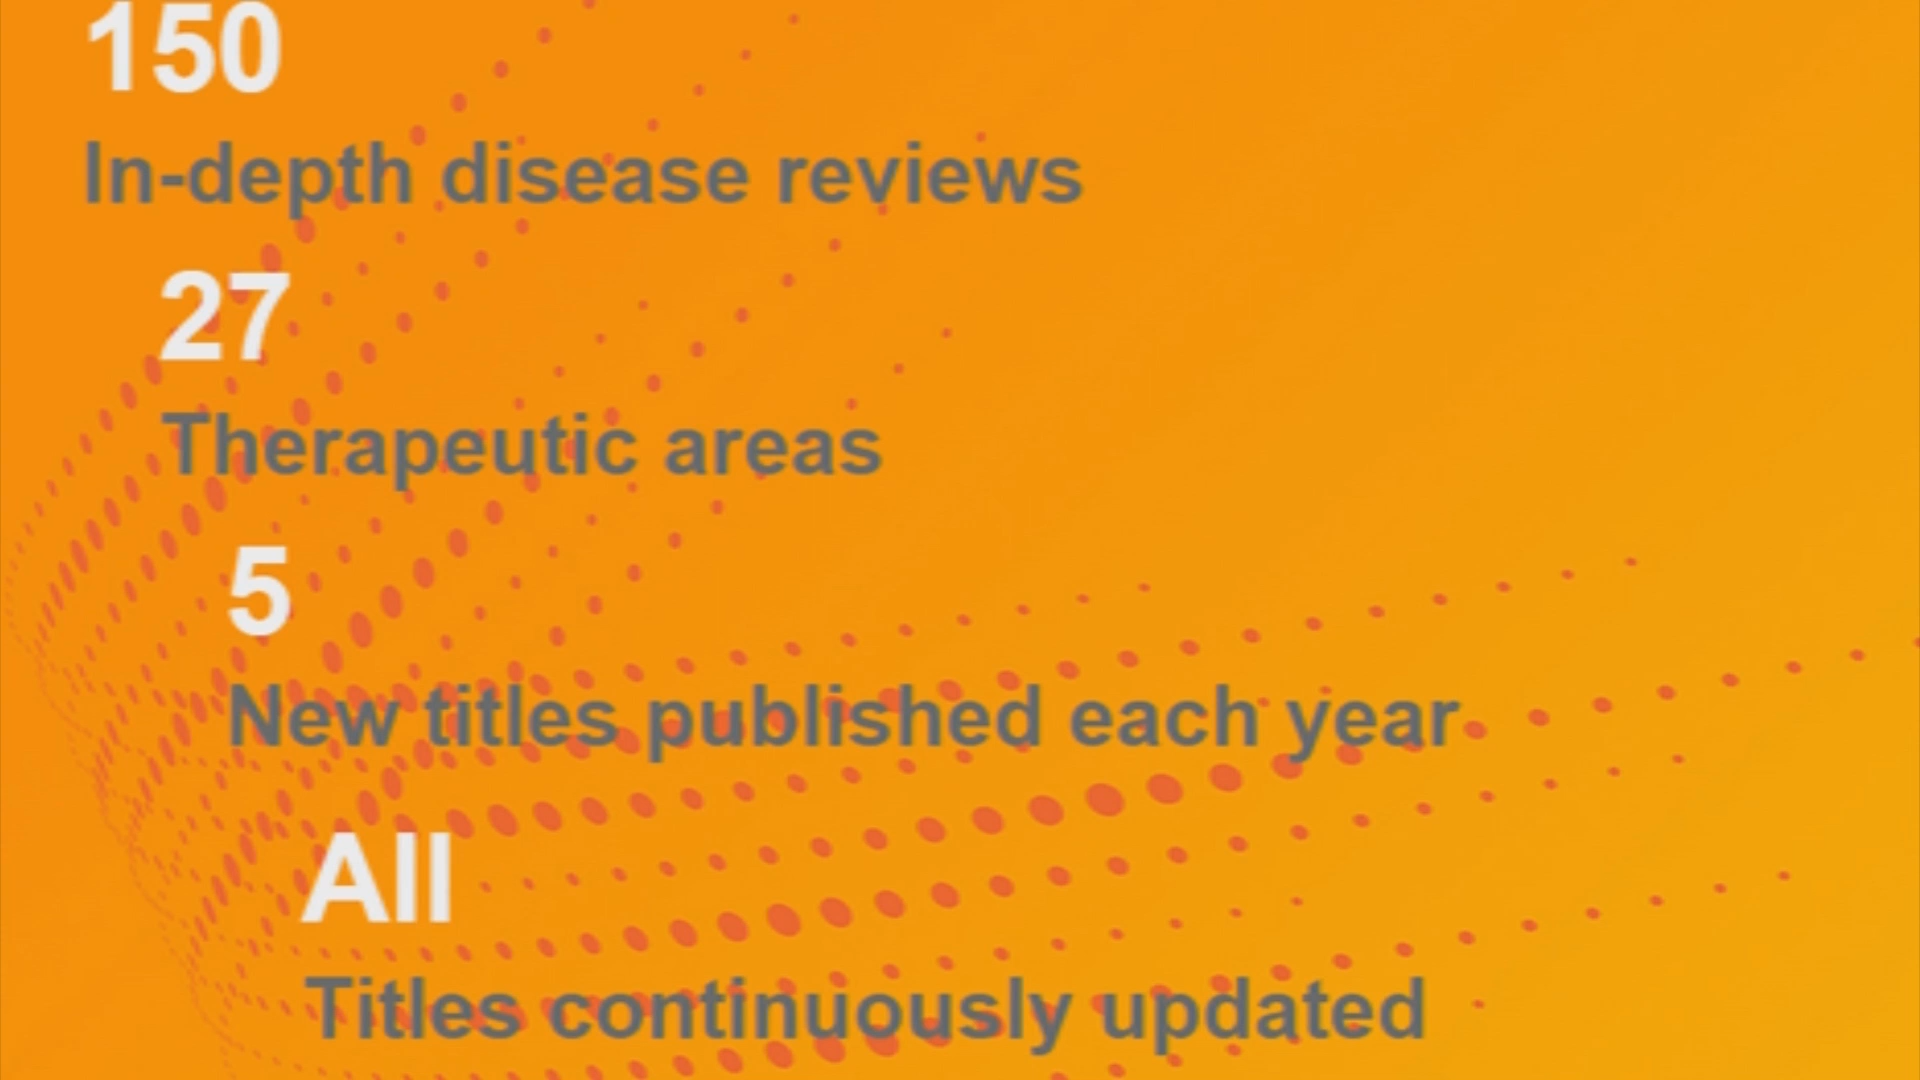 150
In-depth disease reviews
27
Therapeutic areas
5
New titles published each year
All
Titles continuously updated